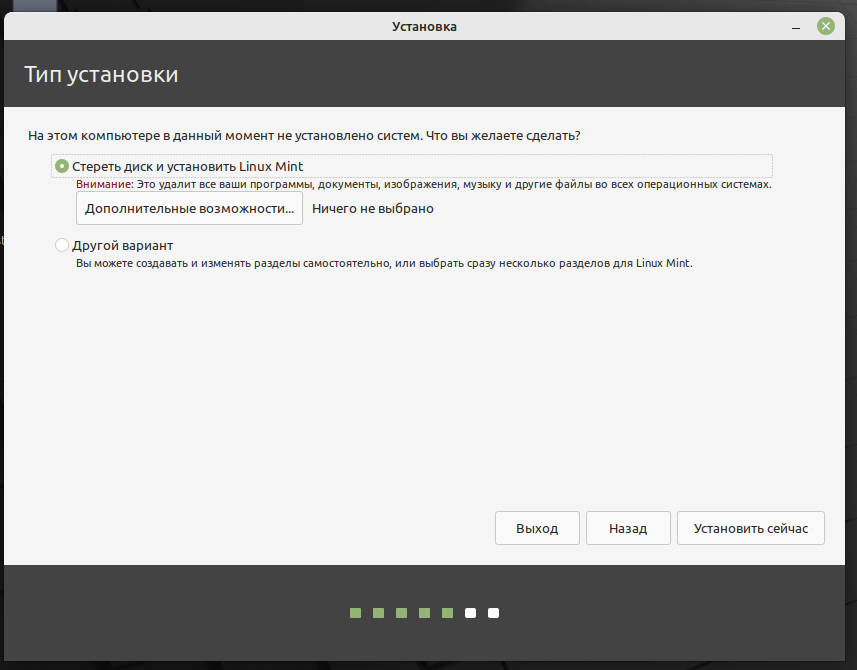 Установка
Тип установки
На этом компьютере в данный момент не установлено систем. Что вы желаете сделать?
Стереть диск и установить Linux Mint
Внимание: Это удалит все ваши программы, документы, изображения, музыку и другие файлы во всех операционных системах.
Дополнительные возможности... Ничего не выбрано
Другой вариант
Вы можете создавать и изменять разделы самостоятельно, или выбрать сразу несколько разделов для Linux Mint.
Выход Назад Установить сейчас